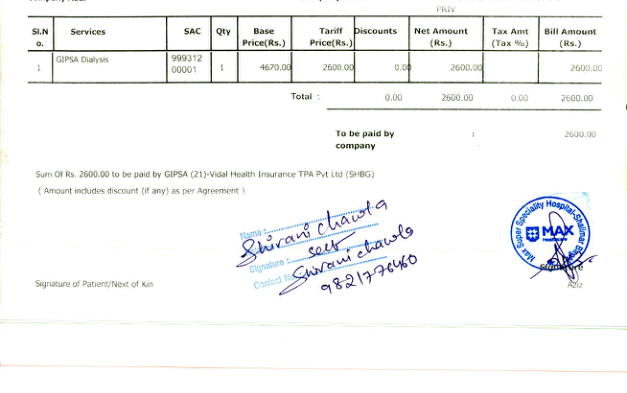 PRIV
Sl.No. Services SAC Qty Base Price(Rs.) Tariff Price(Rs.) Discounts Net Amount (Rs.) Tax Amt (Tax %) Bill Amount (Rs.)
1 GIPSA Dialysis 999312 00001 1 4670.00 2600.00 0.00 2600.00 2600.00
Total : 0.00 2600.00 0.00 2600.00
To be paid by company : 2600.00
Sum Of Rs. 2600.00 to be paid by GIPSA (21)-Vidal Health Insurance TPA Pvt Ltd (SHBG)
( Amount includes discount (if any) as per Agreement )
Name :
Shivani chawla
self
Signature :
Shivani chawla
Contact No
Max Super Speciality Hospital-Shalimar
MAX
Healthcare
Signature
Aziz
Signature of Patient/Next of Kin